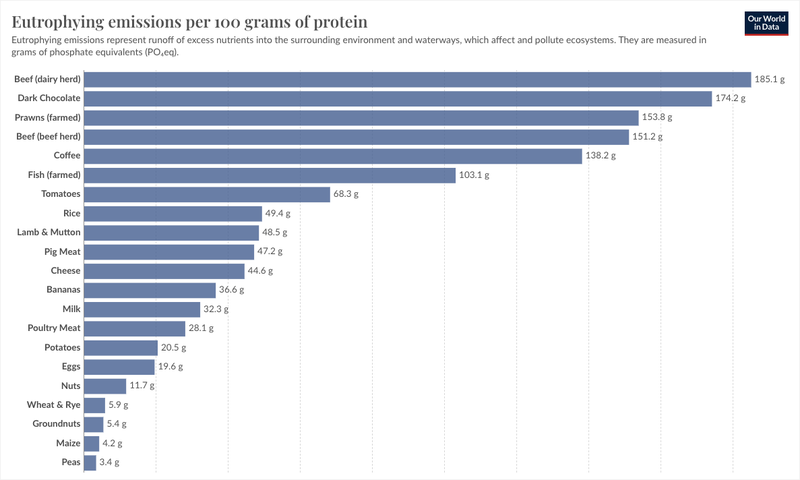 Eutrophying emissions per 100 grams of protein
Our World
in Data
Eutrophying emissions represent runoff of excess nutrients into the surrounding environment and waterways, which affect and pollute ecosystems. They are measured in
grams of phosphate equivalents (PO₄eq).
Beef (dairy herd) 185.1 g
Dark Chocolate 174.2 g
Prawns (farmed) 153.8 g
Beef (beef herd) 151.2 g
Coffee 138.2 g
Fish (farmed) 103.1 g
Tomatoes 68.3 g
Rice 49.4 g
Lamb & Mutton 48.5 g
Pig Meat 47.2 g
Cheese 44.6 g
Bananas 36.6 g
Milk 32.3 g
Poultry Meat 28.1 g
Potatoes 20.5 g
Eggs 19.6 g
Nuts 11.7 g
Wheat & Rye 5.9 g
Groundnuts 5.4 g
Maize 4.2 g
Peas 3.4 g